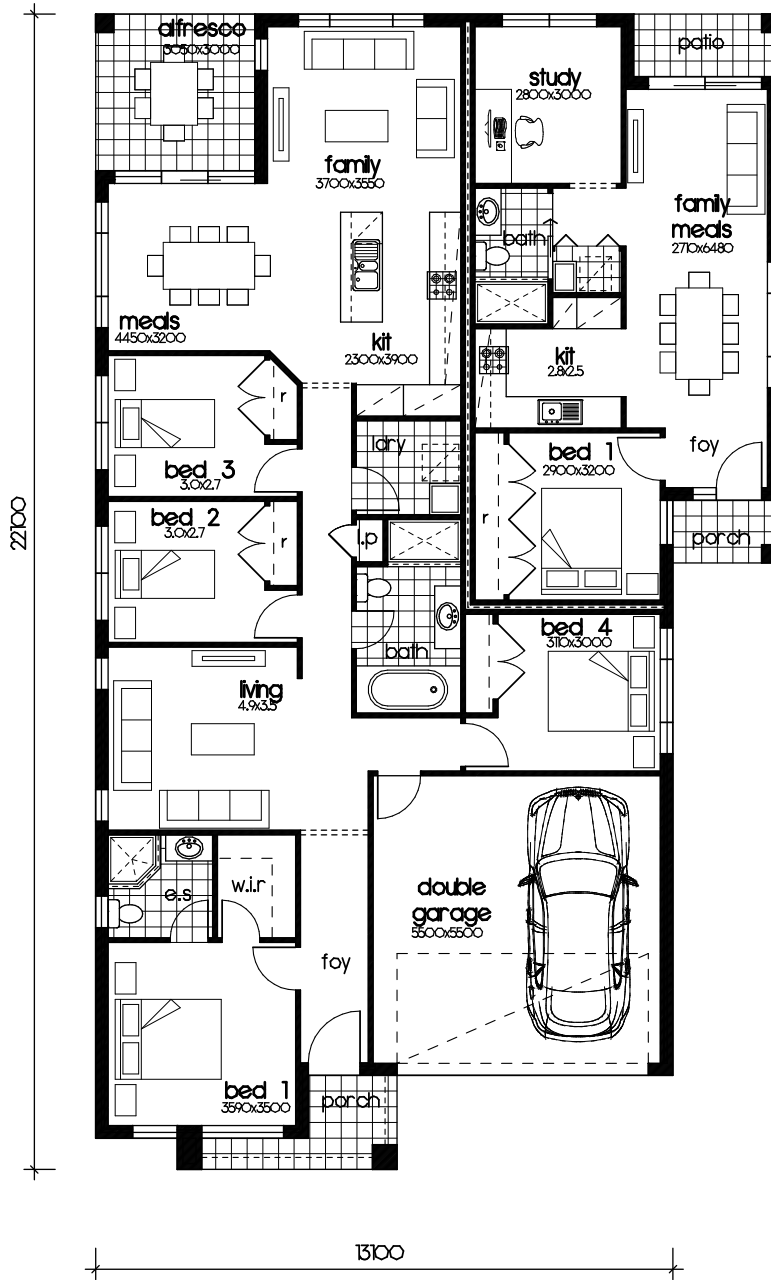 alfresco
3050x3000
study
2800x3000
patio
family
3700x3550
family
meals
2710x6480
bath
meals
4450x3200
kit
2300x3900
kit
2.8x2.5
r
bed 3
3.0x2.7
ldry
bed 1
2900x3200
foy
r
bed 2
3.0x2.7
r
l.p
porch
bath
bed 4
3110x3000
living
4.9x3.5
22100
e.s
w.i.r
double
garage
5500x5500
foy
bed 1
3590x3500
porch
13100